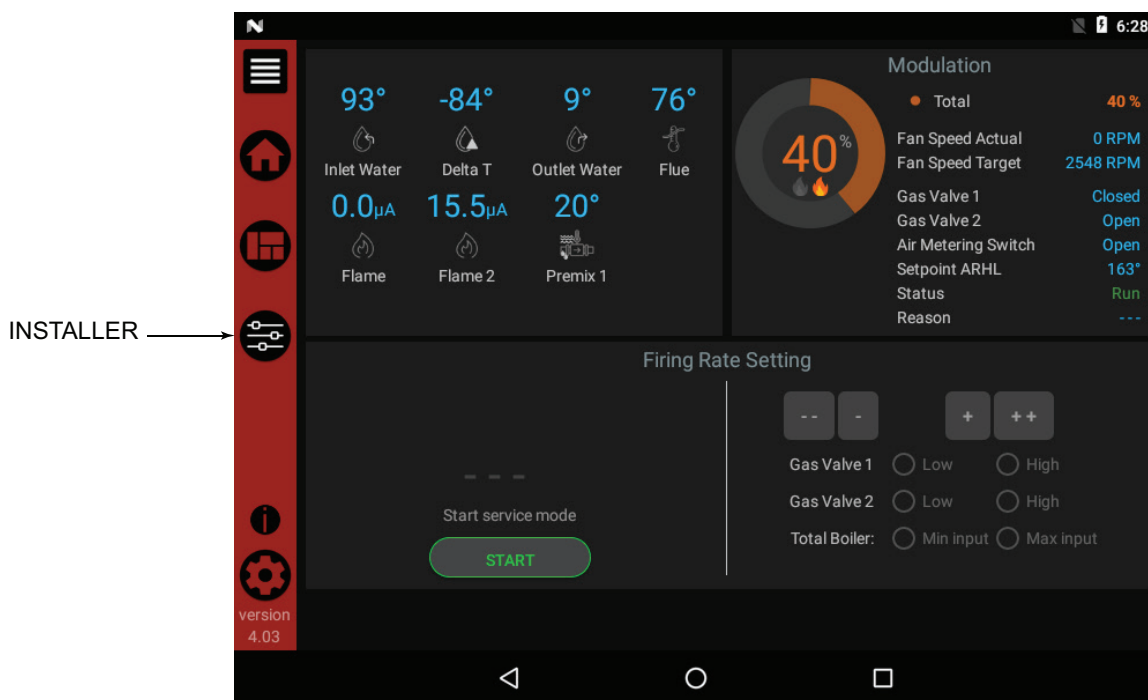 6:28
INSTALLER
version
4.03
93° -84° 9° 76°
Inlet Water Delta T Outlet Water Flue
0.0µA 15.5µA 20°
Flame Flame 2 Premix 1
Modulation
40%
Total 40 %
Fan Speed Actual 0 RPM
Fan Speed Target 2548 RPM
Gas Valve 1 Closed
Gas Valve 2 Open
Air Metering Switch Open
Setpoint ARHL 163°
Status Run
Reason ---
Firing Rate Setting
---
Start service mode
START
-- - + ++
Gas Valve 1 Low High
Gas Valve 2 Low High
Total Boiler: Min input Max input